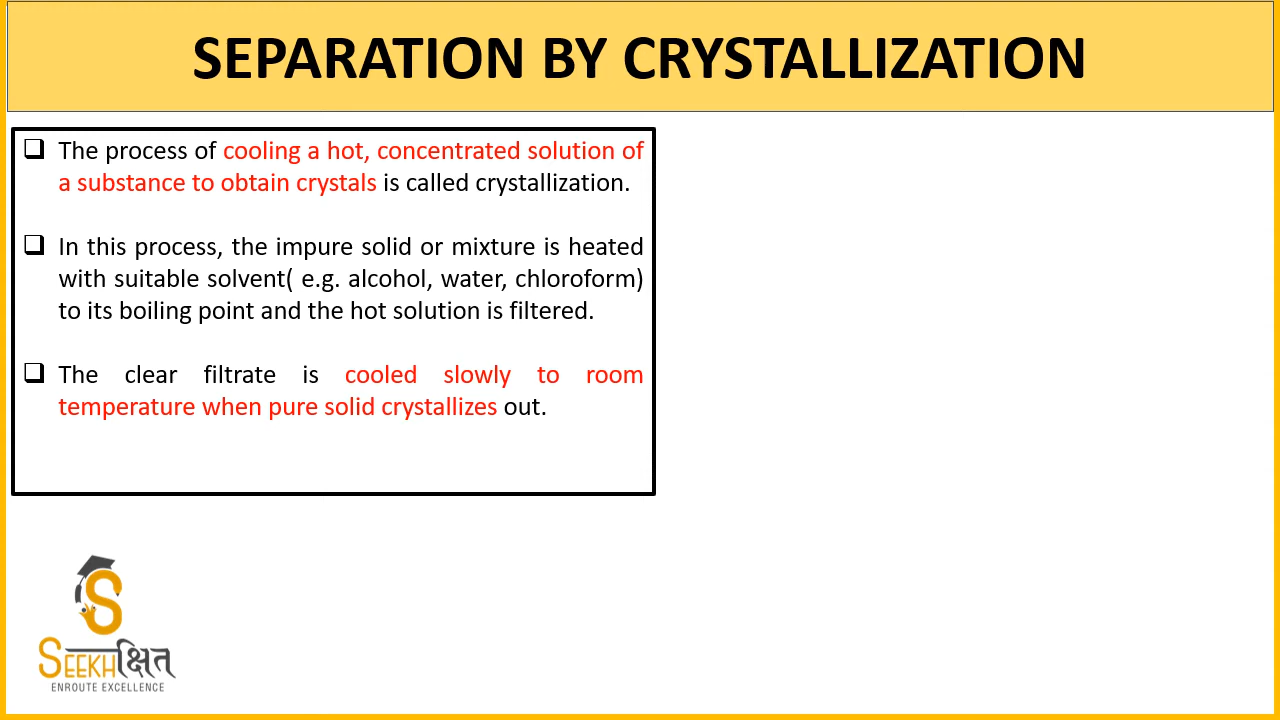 SEPARATION BY CRYSTALLIZATION
❑ The process of cooling a hot, concentrated solution of
a substance to obtain crystals is called crystallization.
❑ In this process, the impure solid or mixture is heated
with suitable solvent( e.g. alcohol, water, chloroform)
to its boiling point and the hot solution is filtered.
❑ The clear filtrate is cooled slowly to room
temperature when pure solid crystallizes out.
S
SEEKHक्षित
ENROUTE EXCELLENCE